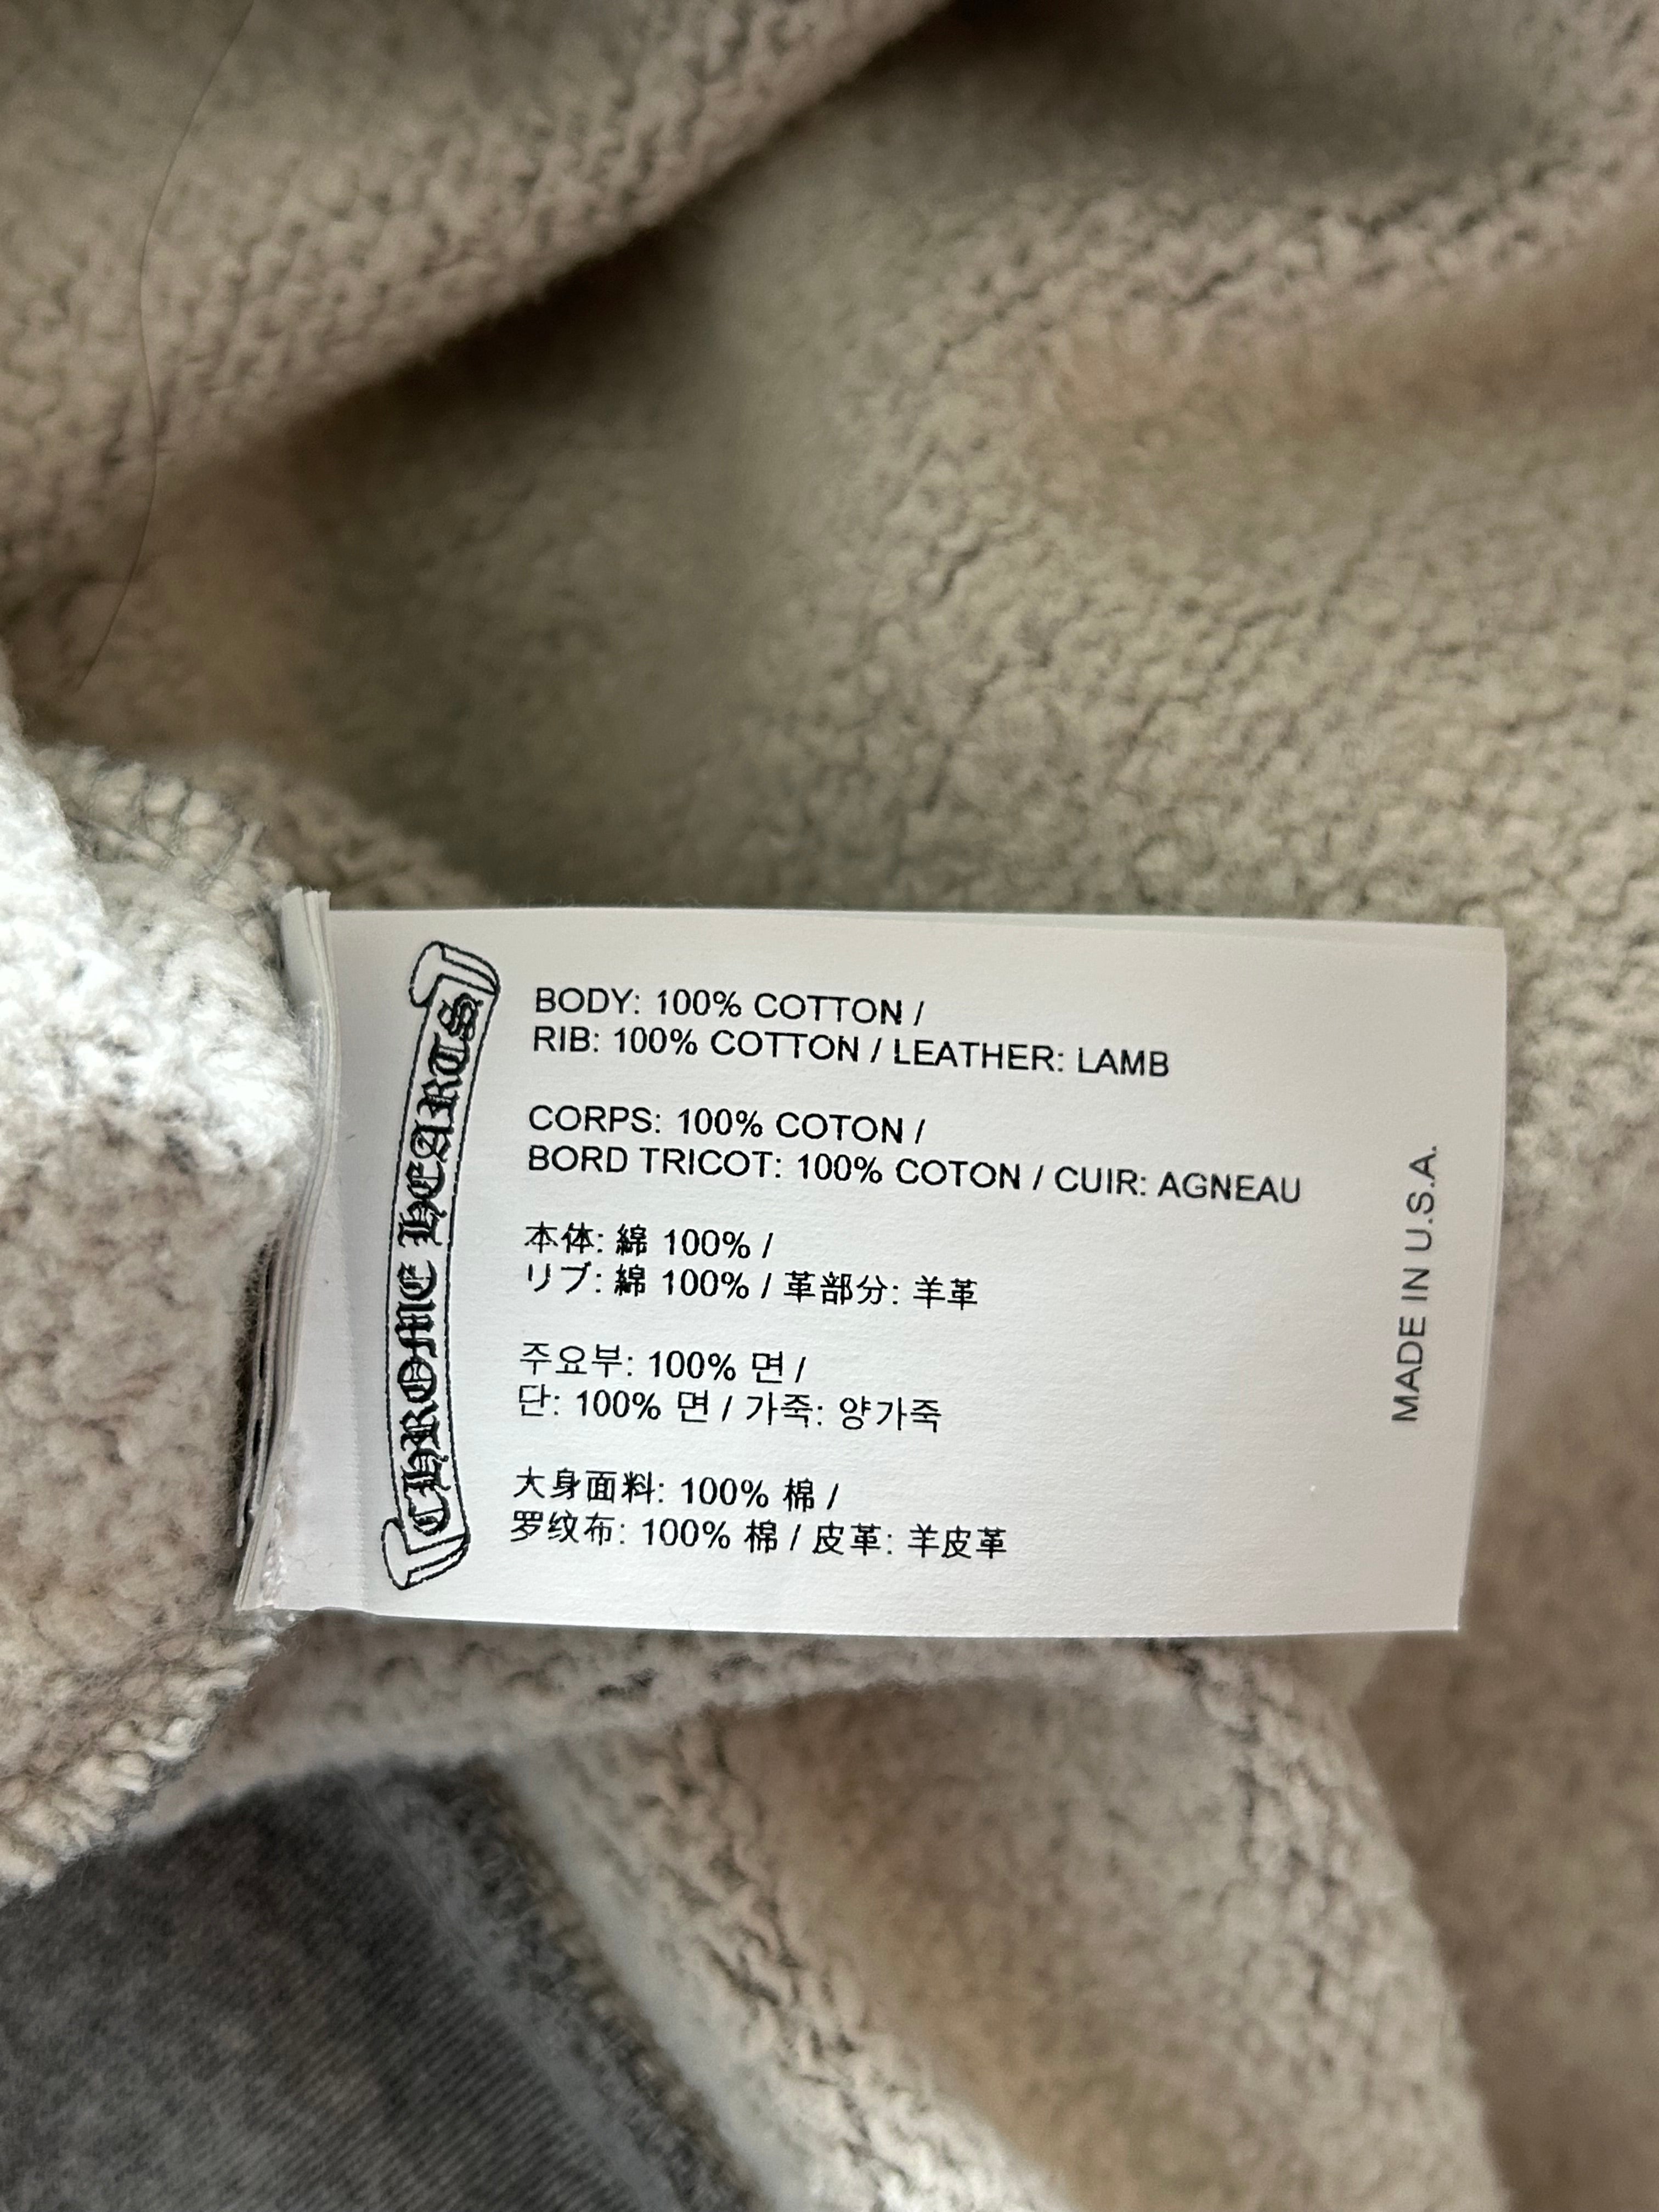 CHROME HEARTS
BODY: 100% COTTON /
RIB: 100% COTTON / LEATHER: LAMB
CORPS: 100% COTON /
BORD TRICOT: 100% COTON / CUIR: AGNEAU
本体: 綿 100% /
リブ: 綿 100% / 革部分: 羊革
주요부: 100% 면 /
단: 100% 면 / 가죽: 양가죽
大身面料: 100% 棉 /
罗纹布: 100% 棉 / 皮革: 羊皮革
MADE IN U.S.A.